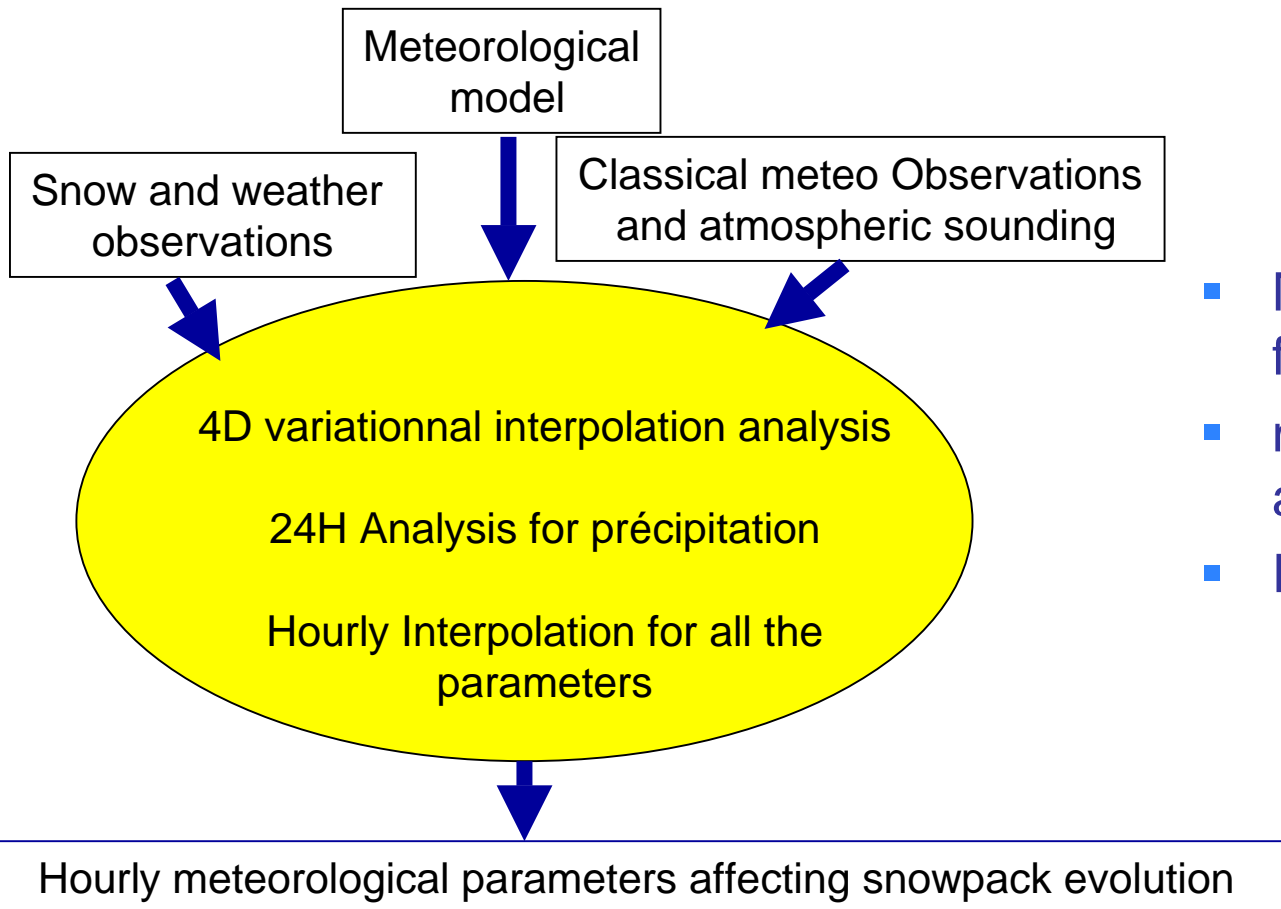 Meteorological
model
Snow and weather
observations
Classical meteo Observations
and atmospheric sounding
4D variationnal interpolation analysis
24H Analysis for précipitation
Hourly Interpolation for all the
parameters
Hourly meteorological parameters affecting snowpack evolution